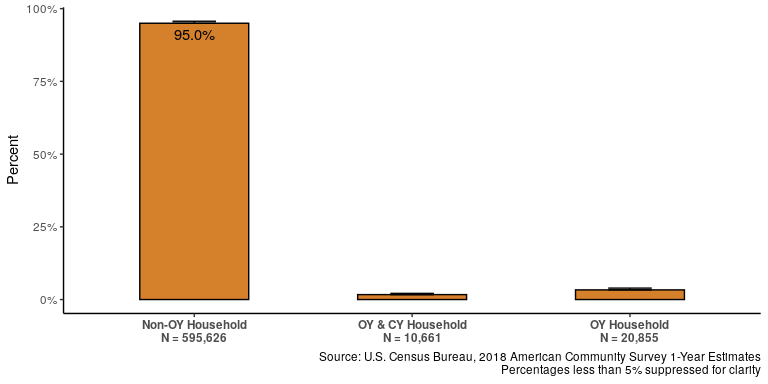 100%
95.0%
75%
50%
25%
0%
Percent
Non-OY Household
N = 595,626
OY & CY Household
N = 10,661
OY Household
N = 20,855
Source: U.S. Census Bureau, 2018 American Community Survey 1-Year Estimates
Percentages less than 5% suppressed for clarity